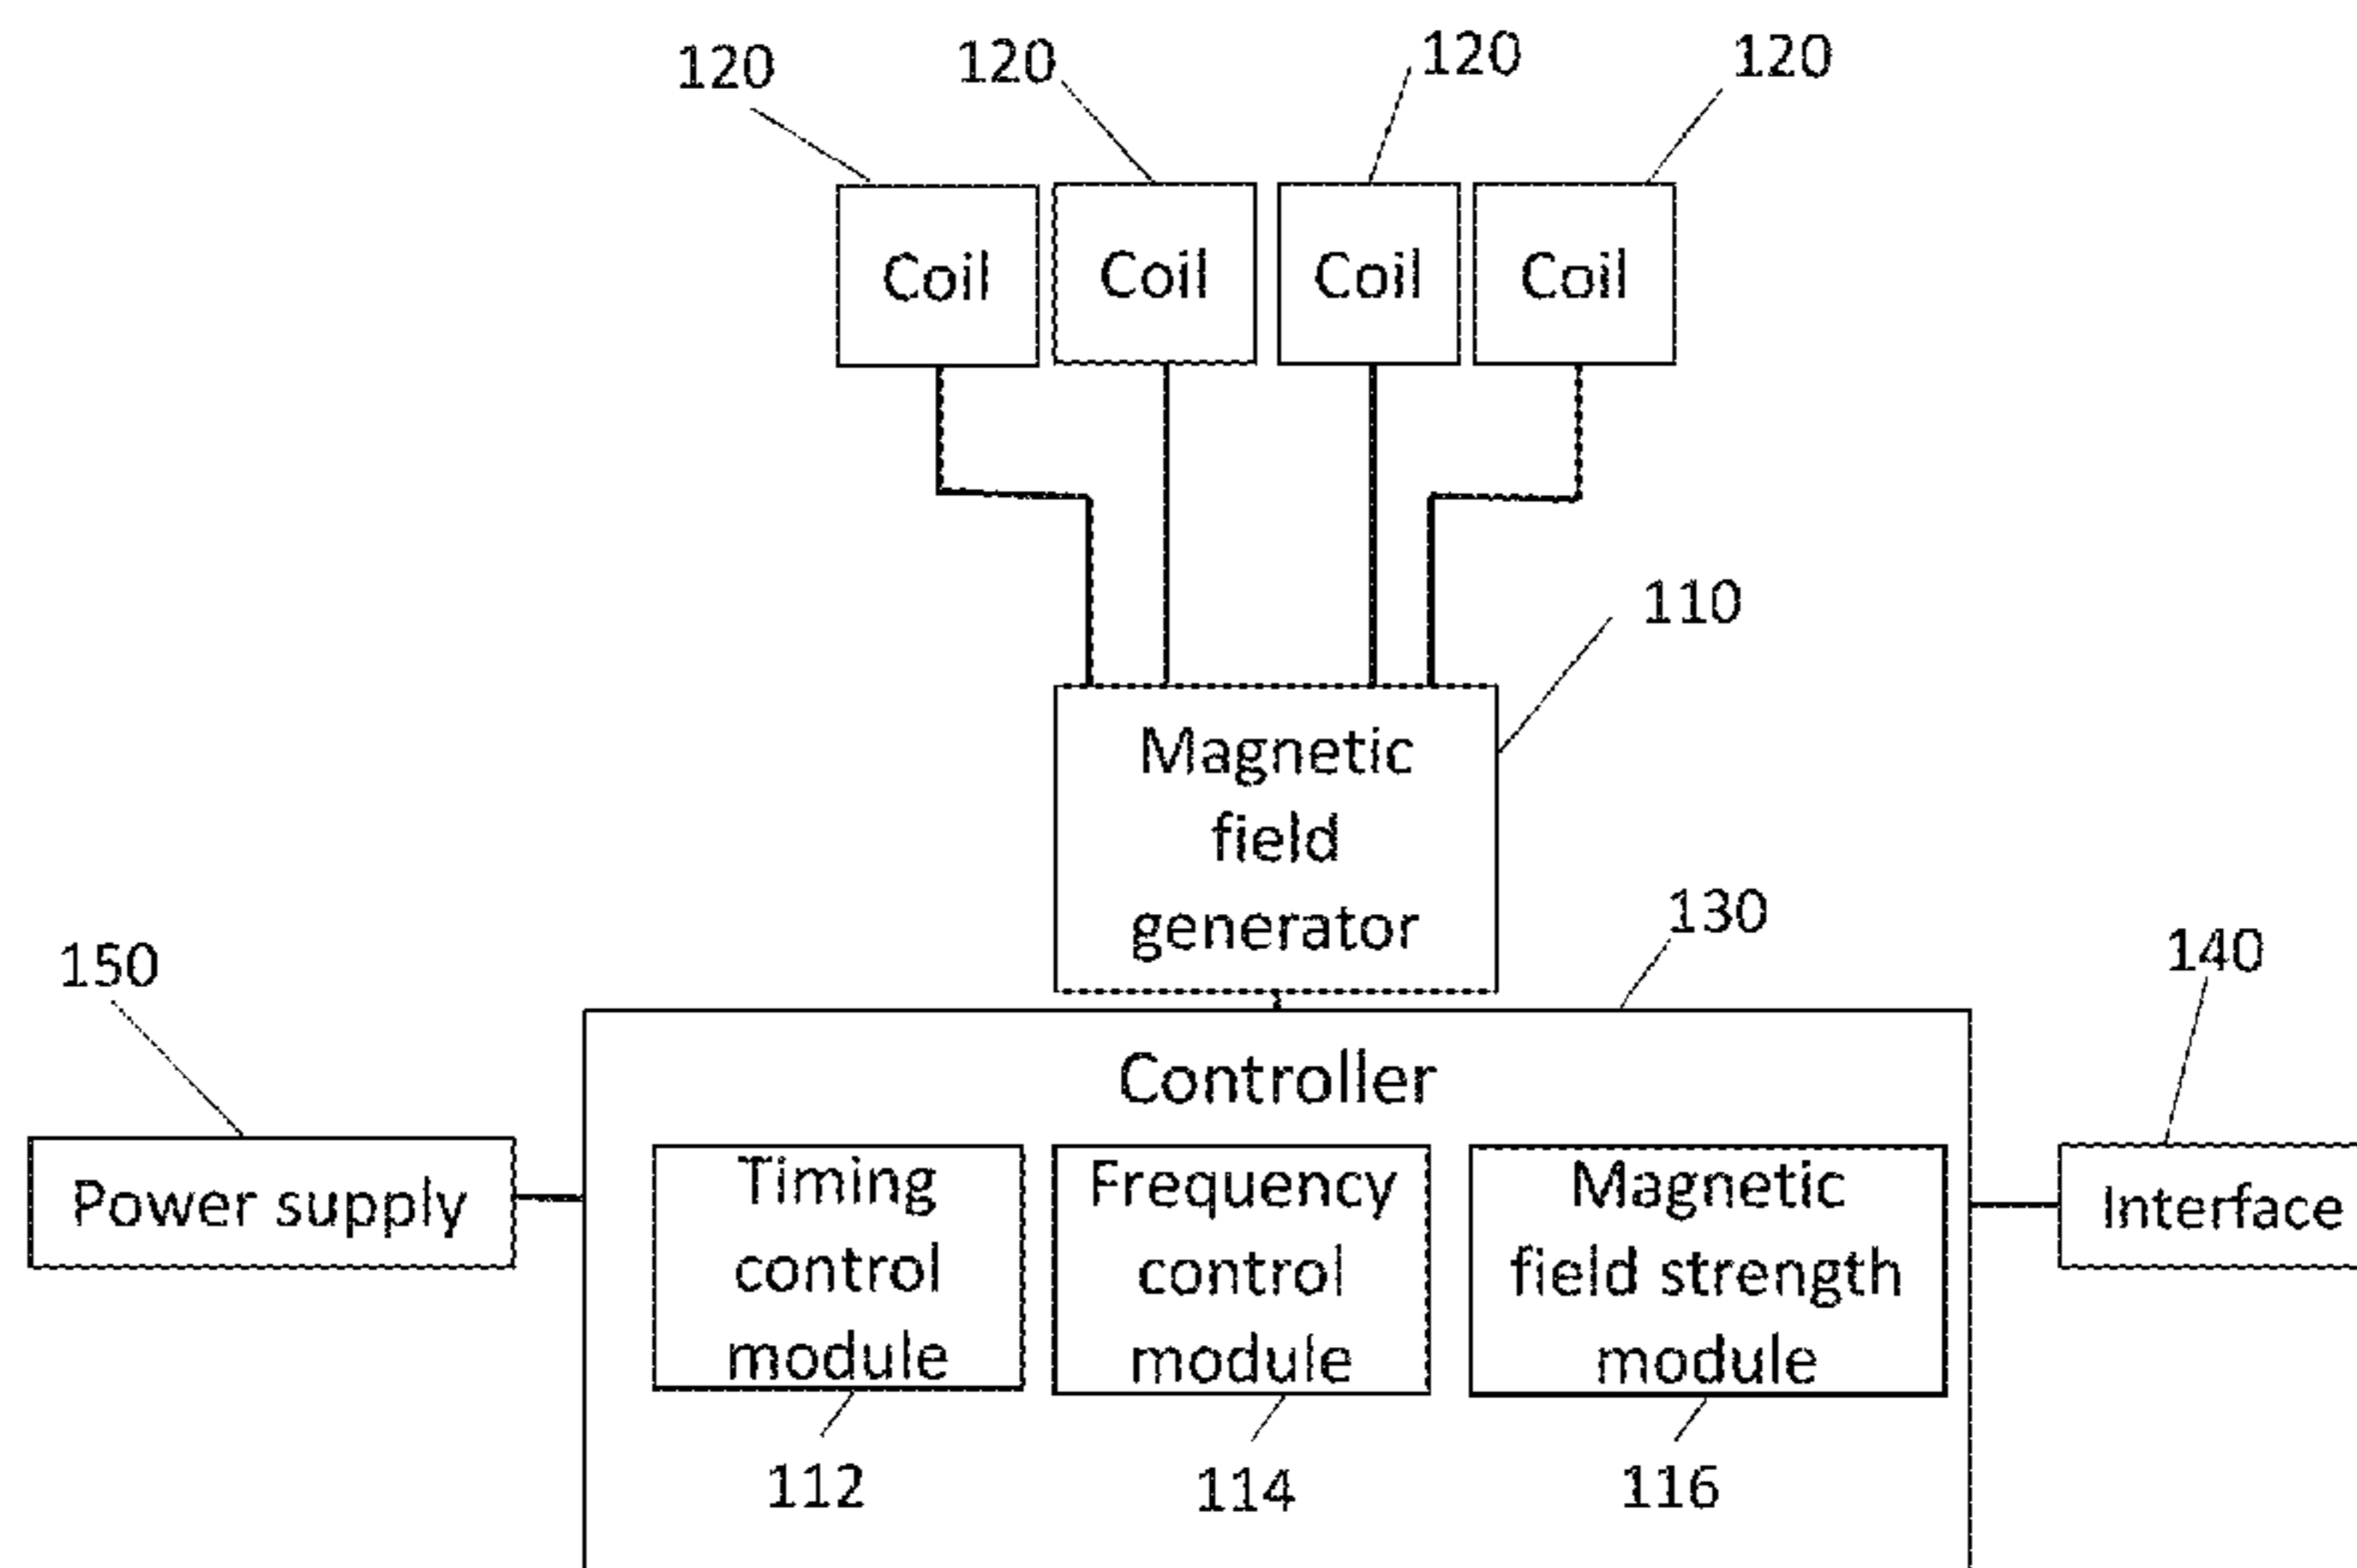 120 120 120 120
Coil Coil Coil Coil
110
Magnetic
field
generator
130
150
140
Controller
Power supply
Timing
control
module
Frequency
control
module
Magnetic
field strength
module
Interface
112 114 116